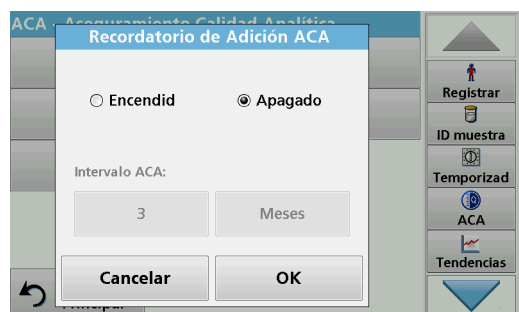 ACA - Aseguramiento Calidad Analítica
Recordatorio de Adición ACA
Encendid
Apagado
Intervalo ACA:
3
Meses
Cancelar
OK
Principal
Registrar
ID muestra
Temporizad
ACA
Tendencias